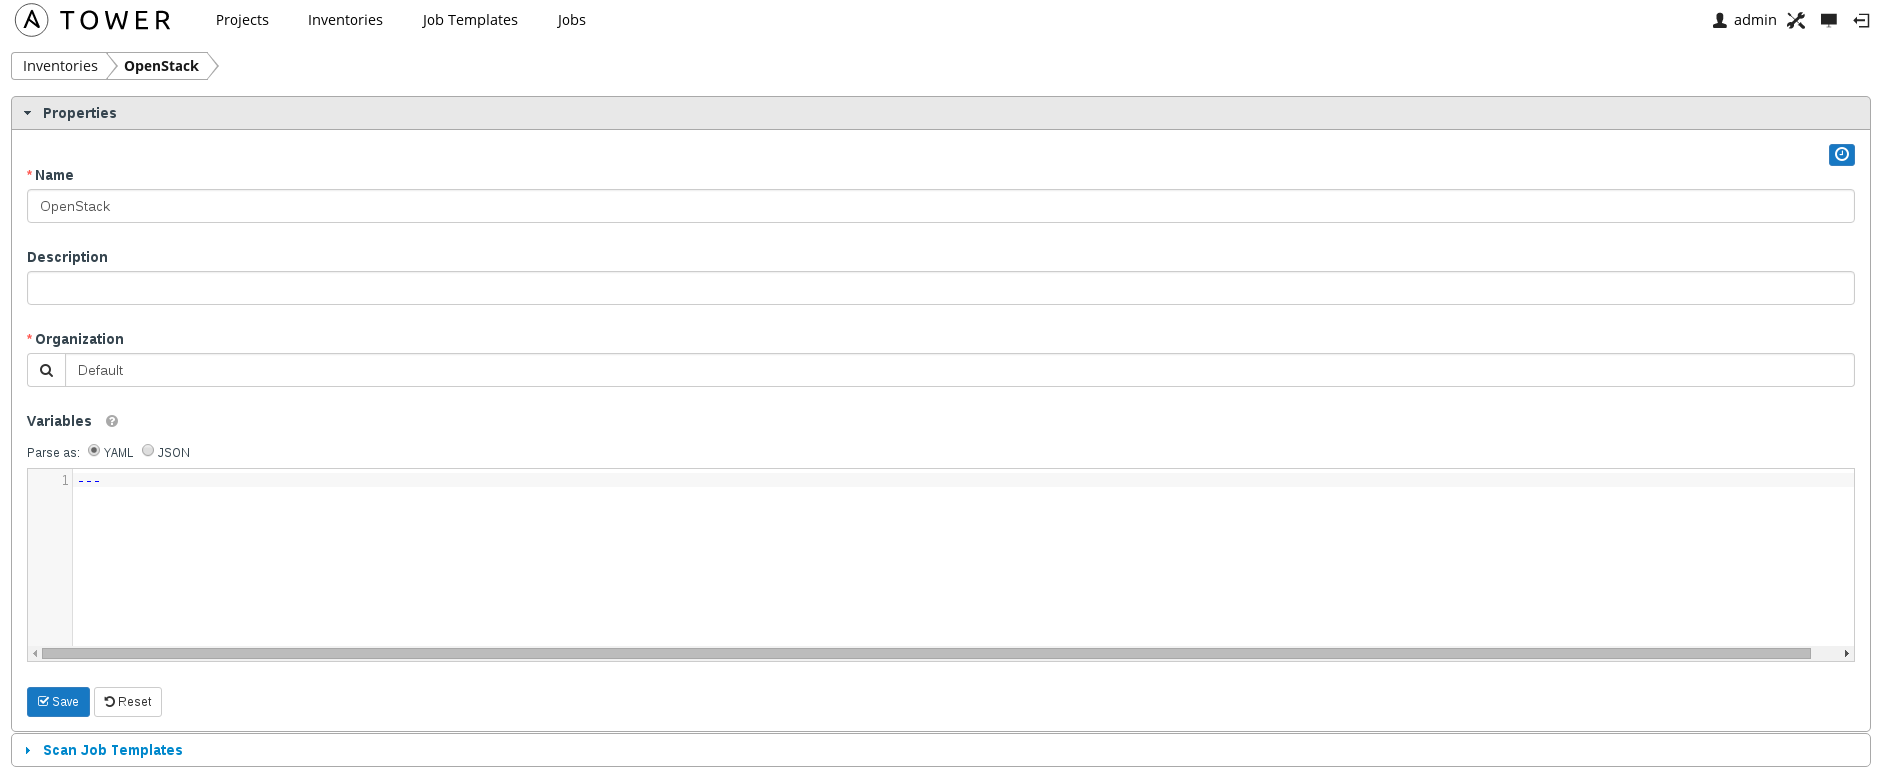 TOWER Projects Inventories Job Templates Jobs admin
Inventories OpenStack
Properties
* Name
OpenStack
Description
* Organization
Default
Variables ?
Parse as: YAML JSON
1 ---
Save Reset
Scan Job Templates